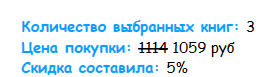 Количество выбранных книг: 3
Цена покупки: 1114 1059 руб
Скидка составила: 5%